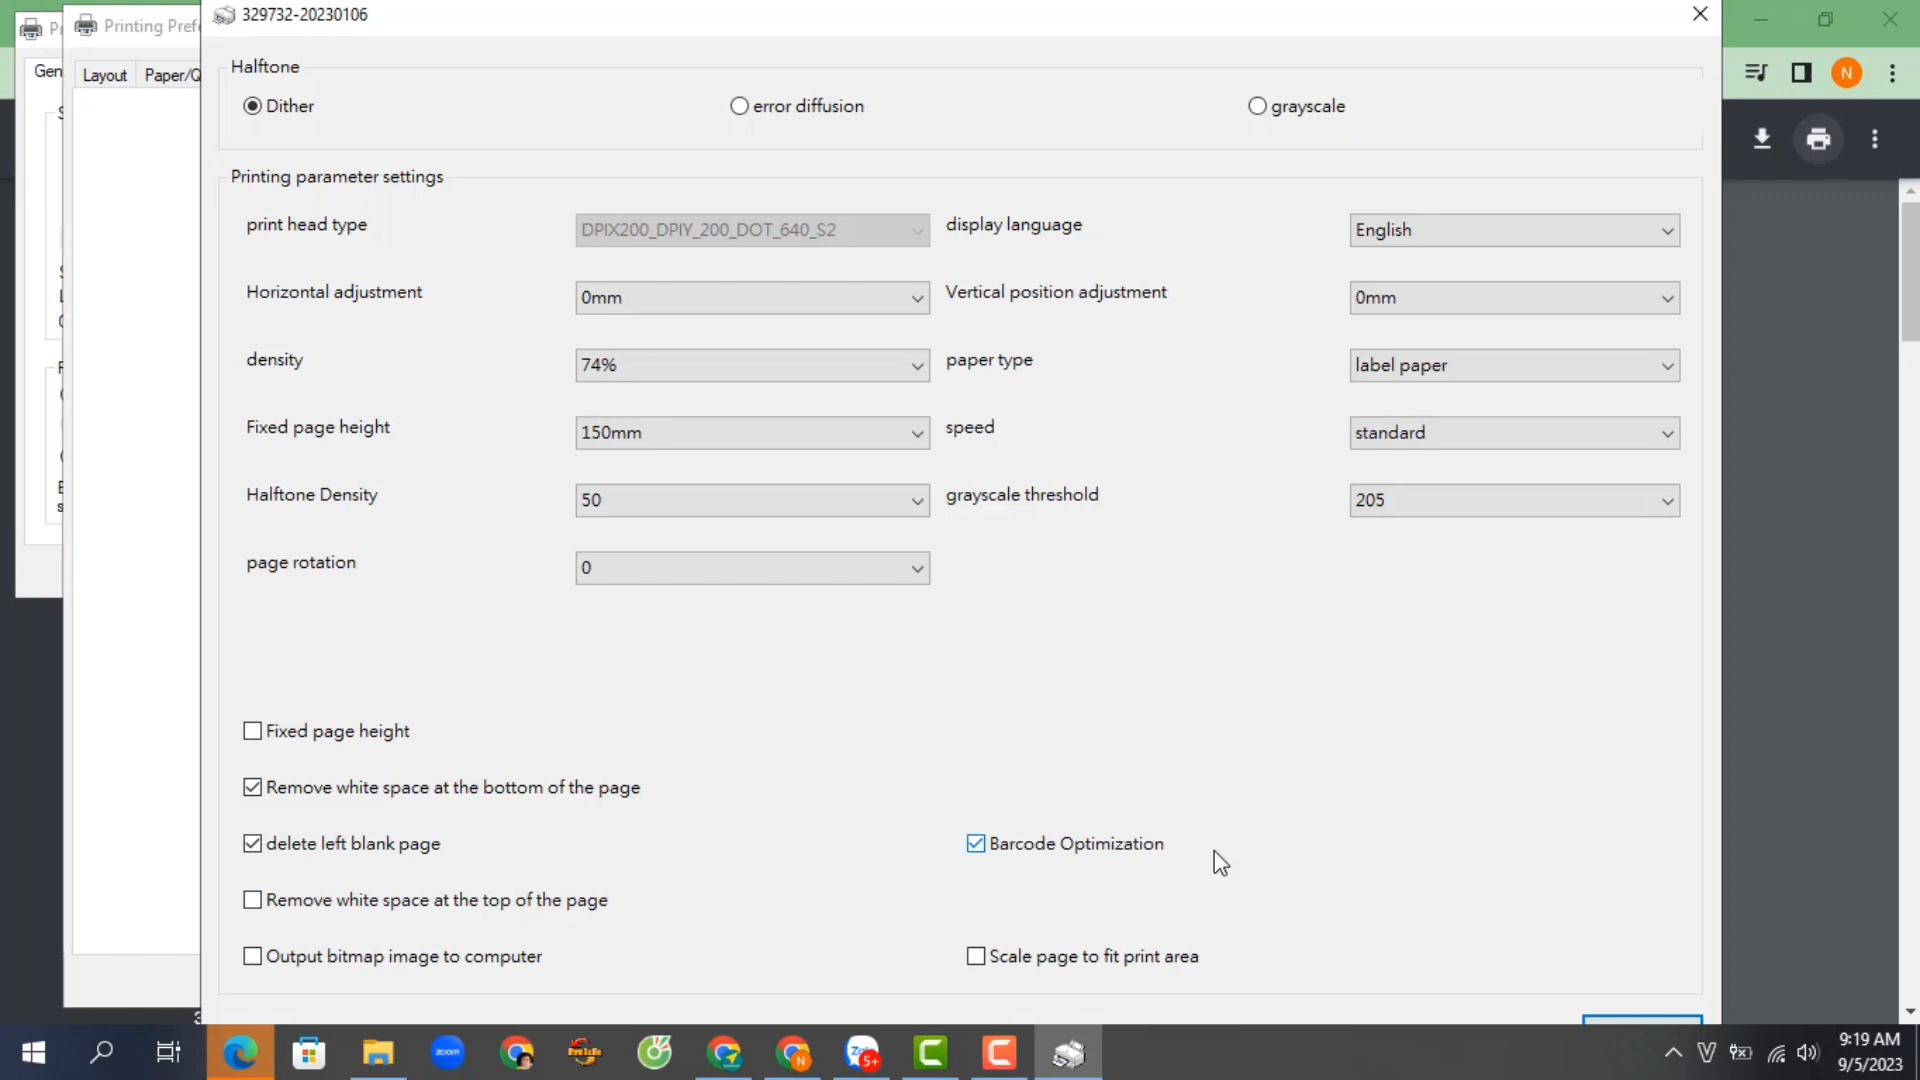 329732-20230106
Printing Pref
Layout
Paper/Q
Gen
Halftone
Dither
error diffusion
grayscale
Printing parameter settings
print head type
DPIX200_DPIY_200_DOT_640_S2
display language
English
Horizontal adjustment
0mm
Vertical position adjustment
0mm
density
74%
paper type
label paper
Fixed page height
150mm
speed
standard
Halftone Density
50
grayscale threshold
205
page rotation
0
Fixed page height
Remove white space at the bottom of the page
delete left blank page
Barcode Optimization
Remove white space at the top of the page
Output bitmap image to computer
Scale page to fit print area
N
zoom
N
5+
C
C
V
9:19 AM
9/5/2023